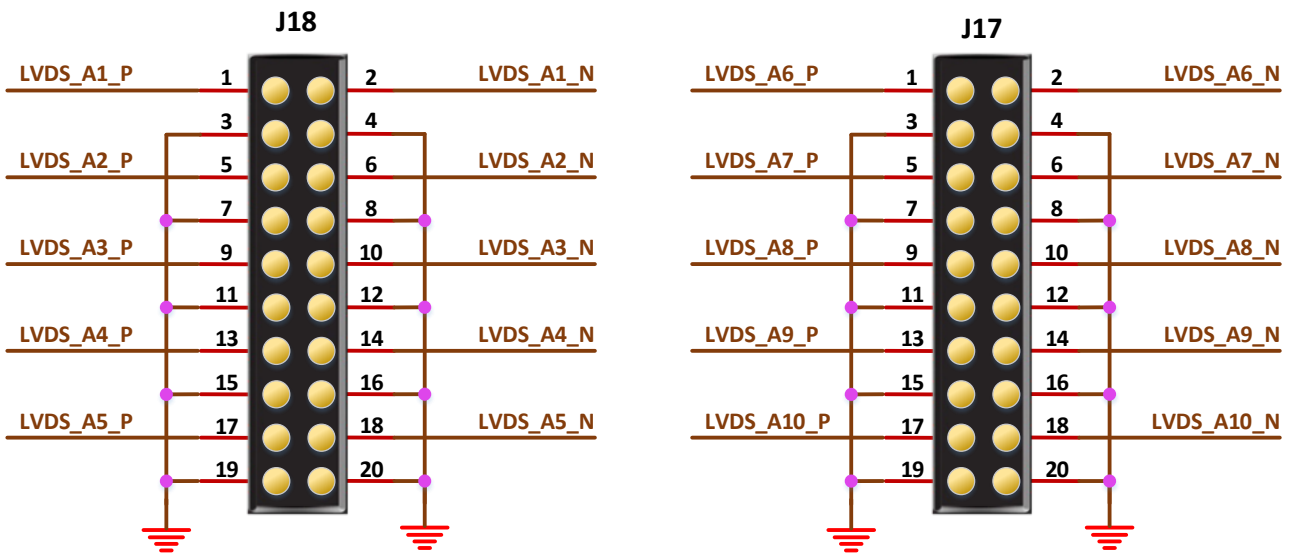 J18
LVDS_A1_P 1 2 LVDS_A1_N
3 4
LVDS_A2_P 5 6 LVDS_A2_N
7 8
LVDS_A3_P 9 10 LVDS_A3_N
11 12
LVDS_A4_P 13 14 LVDS_A4_N
15 16
LVDS_A5_P 17 18 LVDS_A5_N
19 20
J17
LVDS_A6_P 1 2 LVDS_A6_N
3 4
LVDS_A7_P 5 6 LVDS_A7_N
7 8
LVDS_A8_P 9 10 LVDS_A8_N
11 12
LVDS_A9_P 13 14 LVDS_A9_N
15 16
LVDS_A10_P 17 18 LVDS_A10_N
19 20